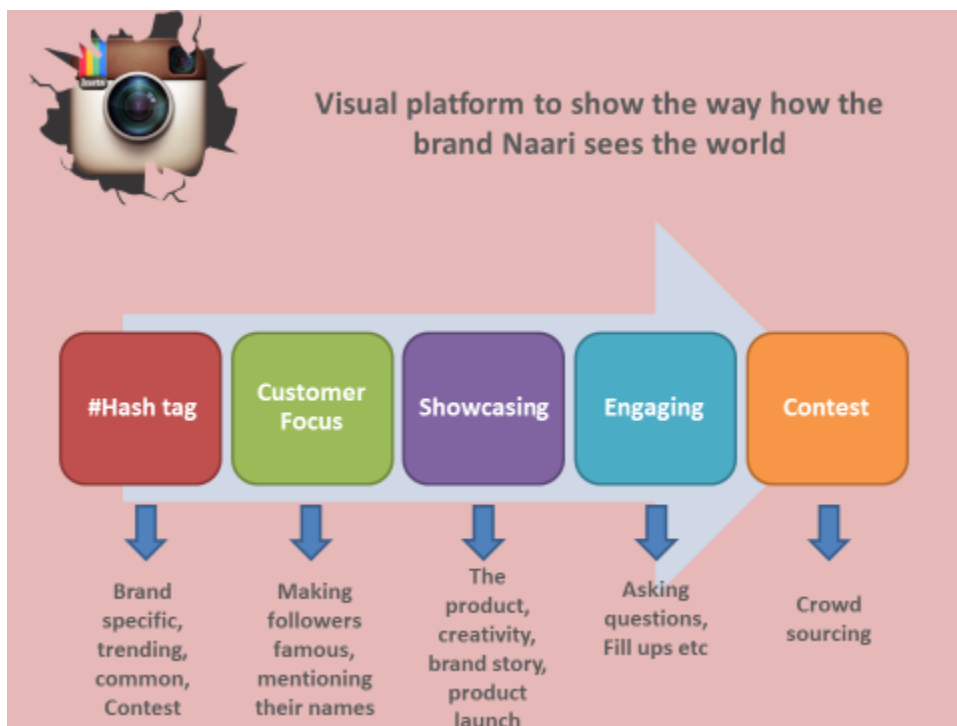 Visual platform to show the way how the
brand Naari sees the world
#Hash tag
Customer
Focus
Showcasing
Engaging
Contest
Brand
specific,
trending,
common,
Contest
Making
followers
famous,
mentioning
their names
The
product,
creativity,
brand story,
product
launch
Asking
questions,
Fill ups etc
Crowd
sourcing